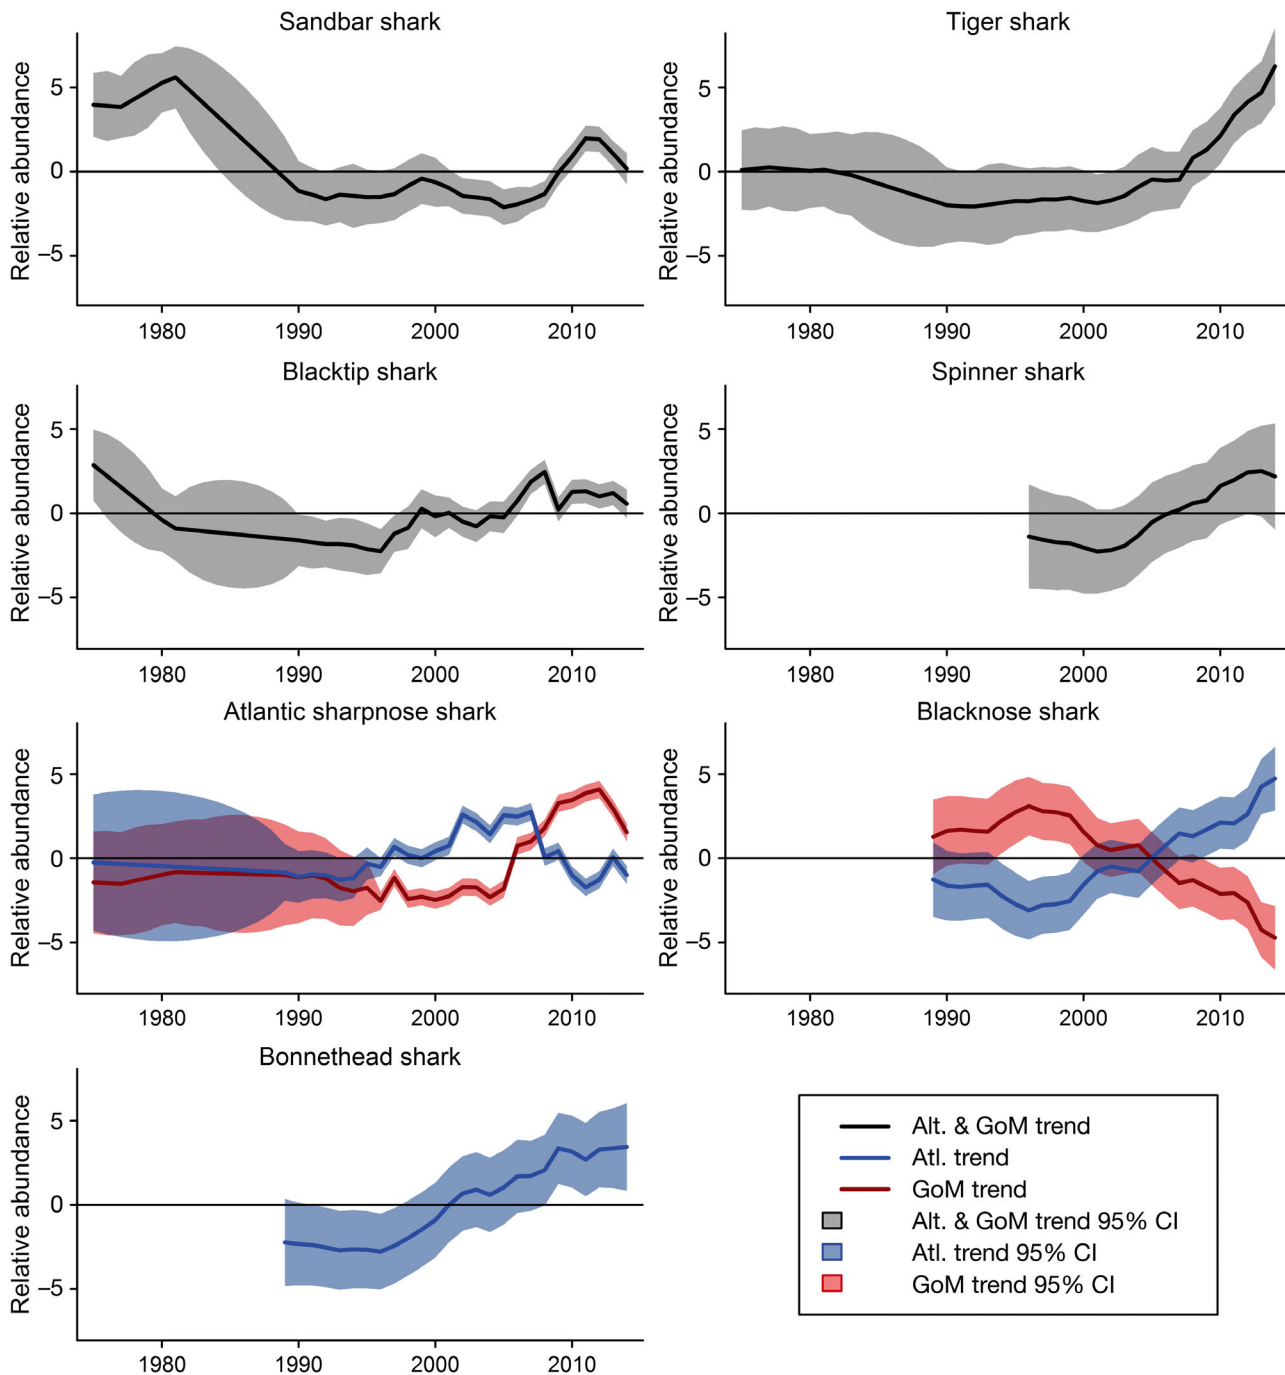 Sandbar shark
Relative abundance
5
0
−5
1980 1990 2000 2010
Tiger shark
Relative abundance
5
0
−5
1980 1990 2000 2010
Blacktip shark
Relative abundance
5
0
−5
1980 1990 2000 2010
Spinner shark
Relative abundance
5
0
−5
1980 1990 2000 2010
Atlantic sharpnose shark
Relative abundance
5
0
−5
1980 1990 2000 2010
Blacknose shark
Relative abundance
5
0
−5
1980 1990 2000 2010
Bonnethead shark
Relative abundance
5
0
−5
1980 1990 2000 2010
Alt. & GoM trend
Atl. trend
GoM trend
Alt. & GoM trend 95% CI
Atl. trend 95% CI
GoM trend 95% CI